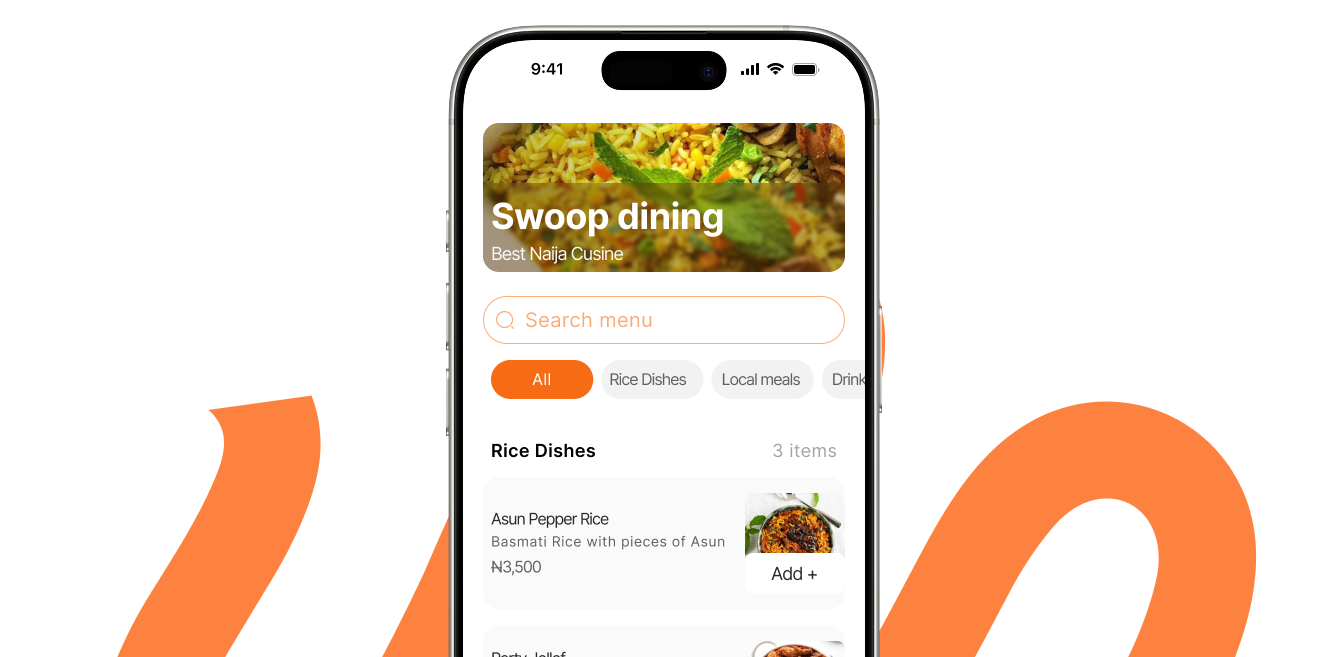 9:41
Swoop dining
Best Naija Cusine
Search menu
All Rice Dishes Local meals Drink
Rice Dishes 3 items
Asun Pepper Rice
Basmati Rice with pieces of Asun
₦3,500
Add +
Party Jollof